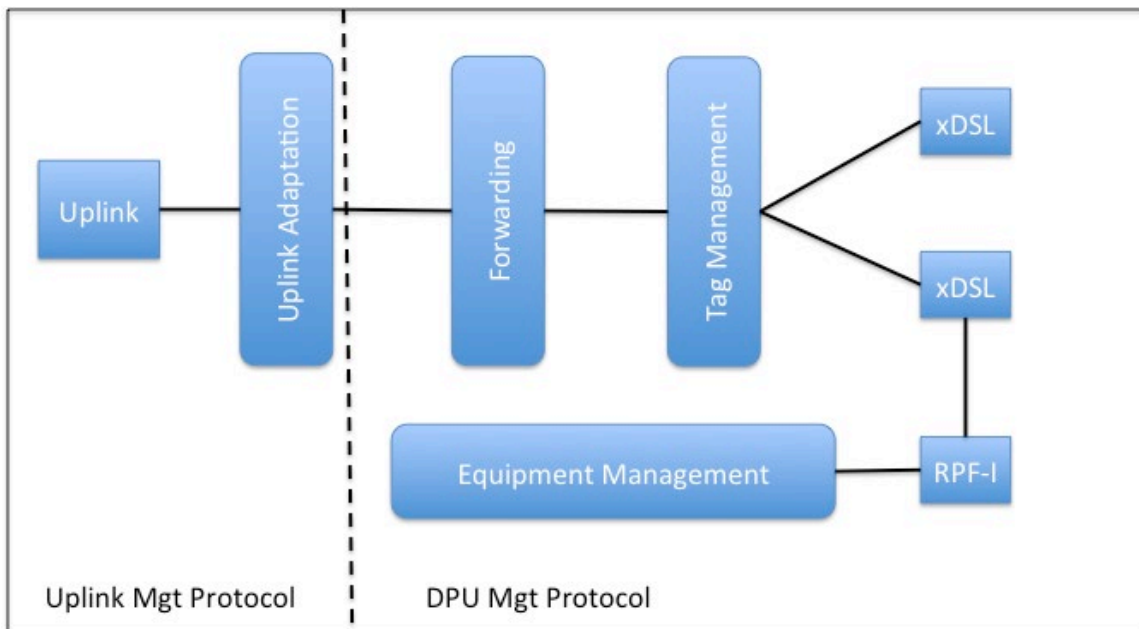 Uplink
Uplink Adaptation
Forwarding
Tag Management
xDSL
xDSL
Equipment Management
RPF-I
Uplink Mgt Protocol
DPU Mgt Protocol